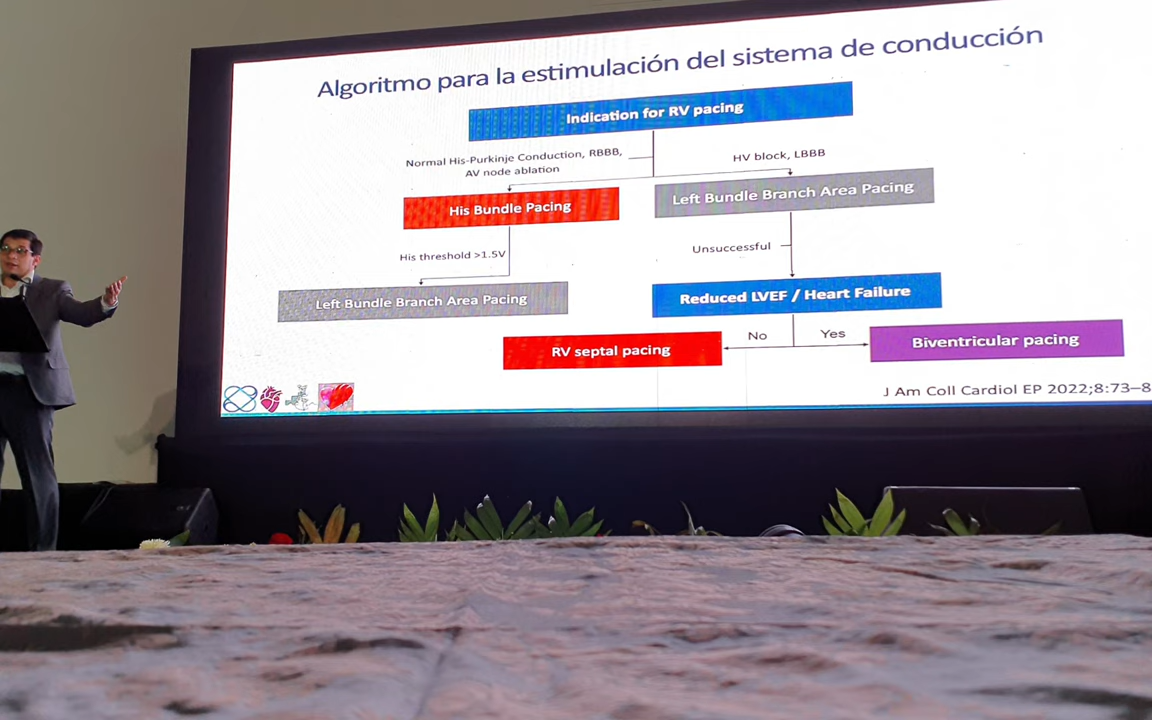 Algoritmo para la estimulación del sistema de conducción
Indication for RV pacing
Normal His-Purkinje Conduction, RBBB,
AV node ablation
HV block, LBBB
His Bundle Pacing
Left Bundle Branch Area Pacing
His threshold >1.5V
Unsuccessful
Left Bundle Branch Area Pacing
Reduced LVEF / Heart Failure
No
Yes
RV septal pacing
Biventricular pacing
J Am Coll Cardiol EP 2022;8:73–8